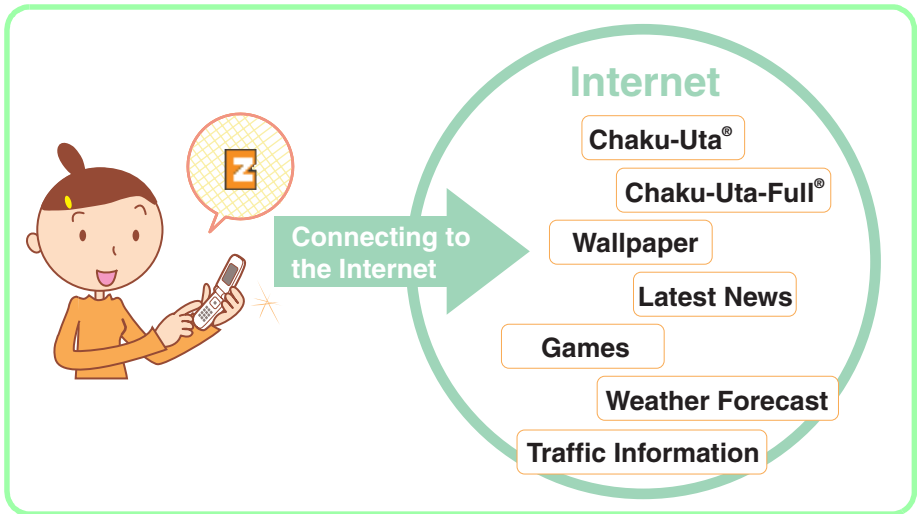 Internet
Chaku-Uta®
Chaku-Uta-Full®
Wallpaper
Latest News
Games
Weather Forecast
Traffic Information
Z
Connecting to
the Internet